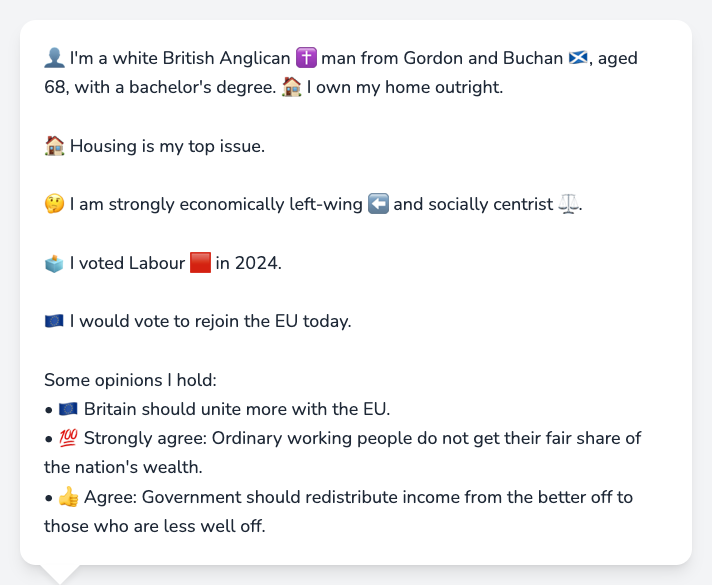 👤 I'm a white British Anglican ✝️ man from Gordon and Buchan 🏴󠁧󠁢󠁳󠁣󠁴󠁿, aged
68, with a bachelor's degree. 🏠 I own my home outright.
🏠 Housing is my top issue.
🤔 I am strongly economically left-wing ⬅️ and socially centrist ⚖️.
🗳️ I voted Labour 🟥 in 2024.
🇪🇺 I would vote to rejoin the EU today.
Some opinions I hold:
• 🇪🇺 Britain should unite more with the EU.
• 💯 Strongly agree: Ordinary working people do not get their fair share of
the nation's wealth.
• 👍 Agree: Government should redistribute income from the better off to
those who are less well off.